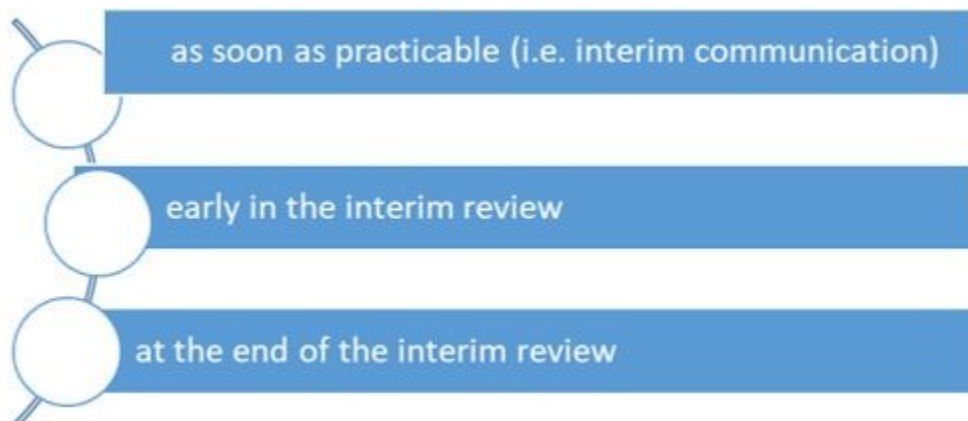 as soon as practicable (i.e. interim communication)
early in the interim review
at the end of the interim review